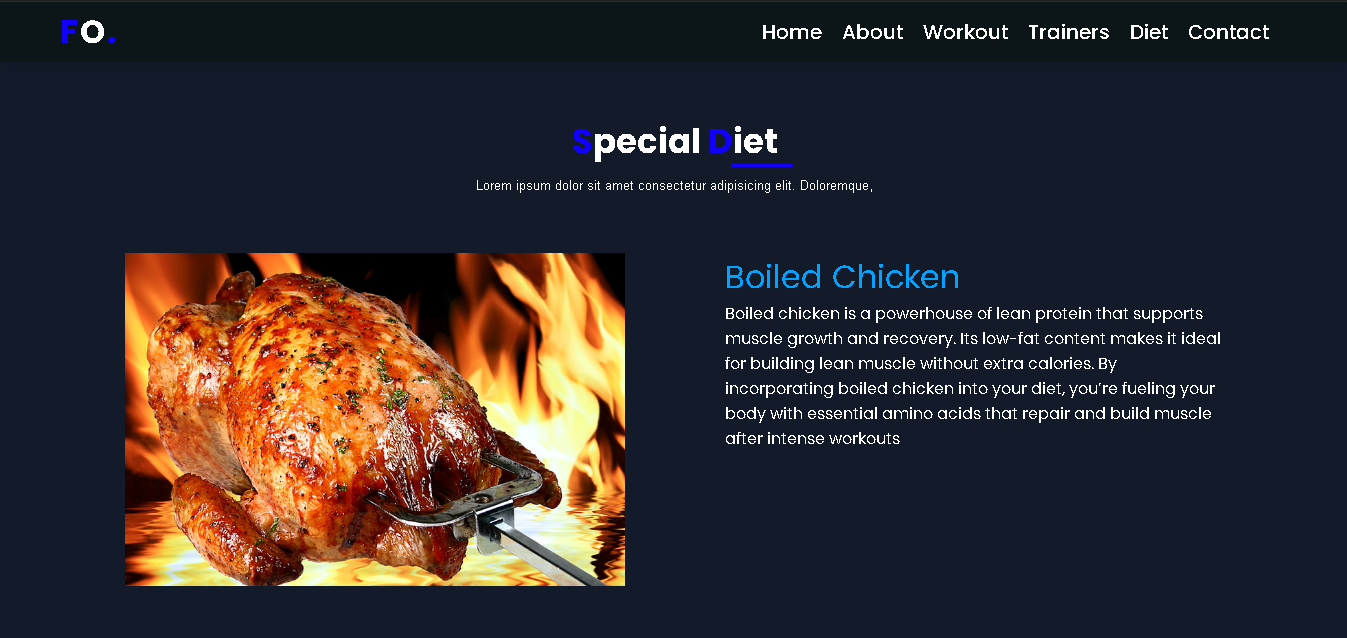 FO.
Home About Workout Trainers Diet Contact
Special Diet
Lorem ipsum dolor sit amet consectetur adipisicing elit. Doloremque,
Boiled Chicken
Boiled chicken is a powerhouse of lean protein that supports
muscle growth and recovery. Its low-fat content makes it ideal
for building lean muscle without extra calories. By
incorporating boiled chicken into your diet, you’re fueling your
body with essential amino acids that repair and build muscle
after intense workouts